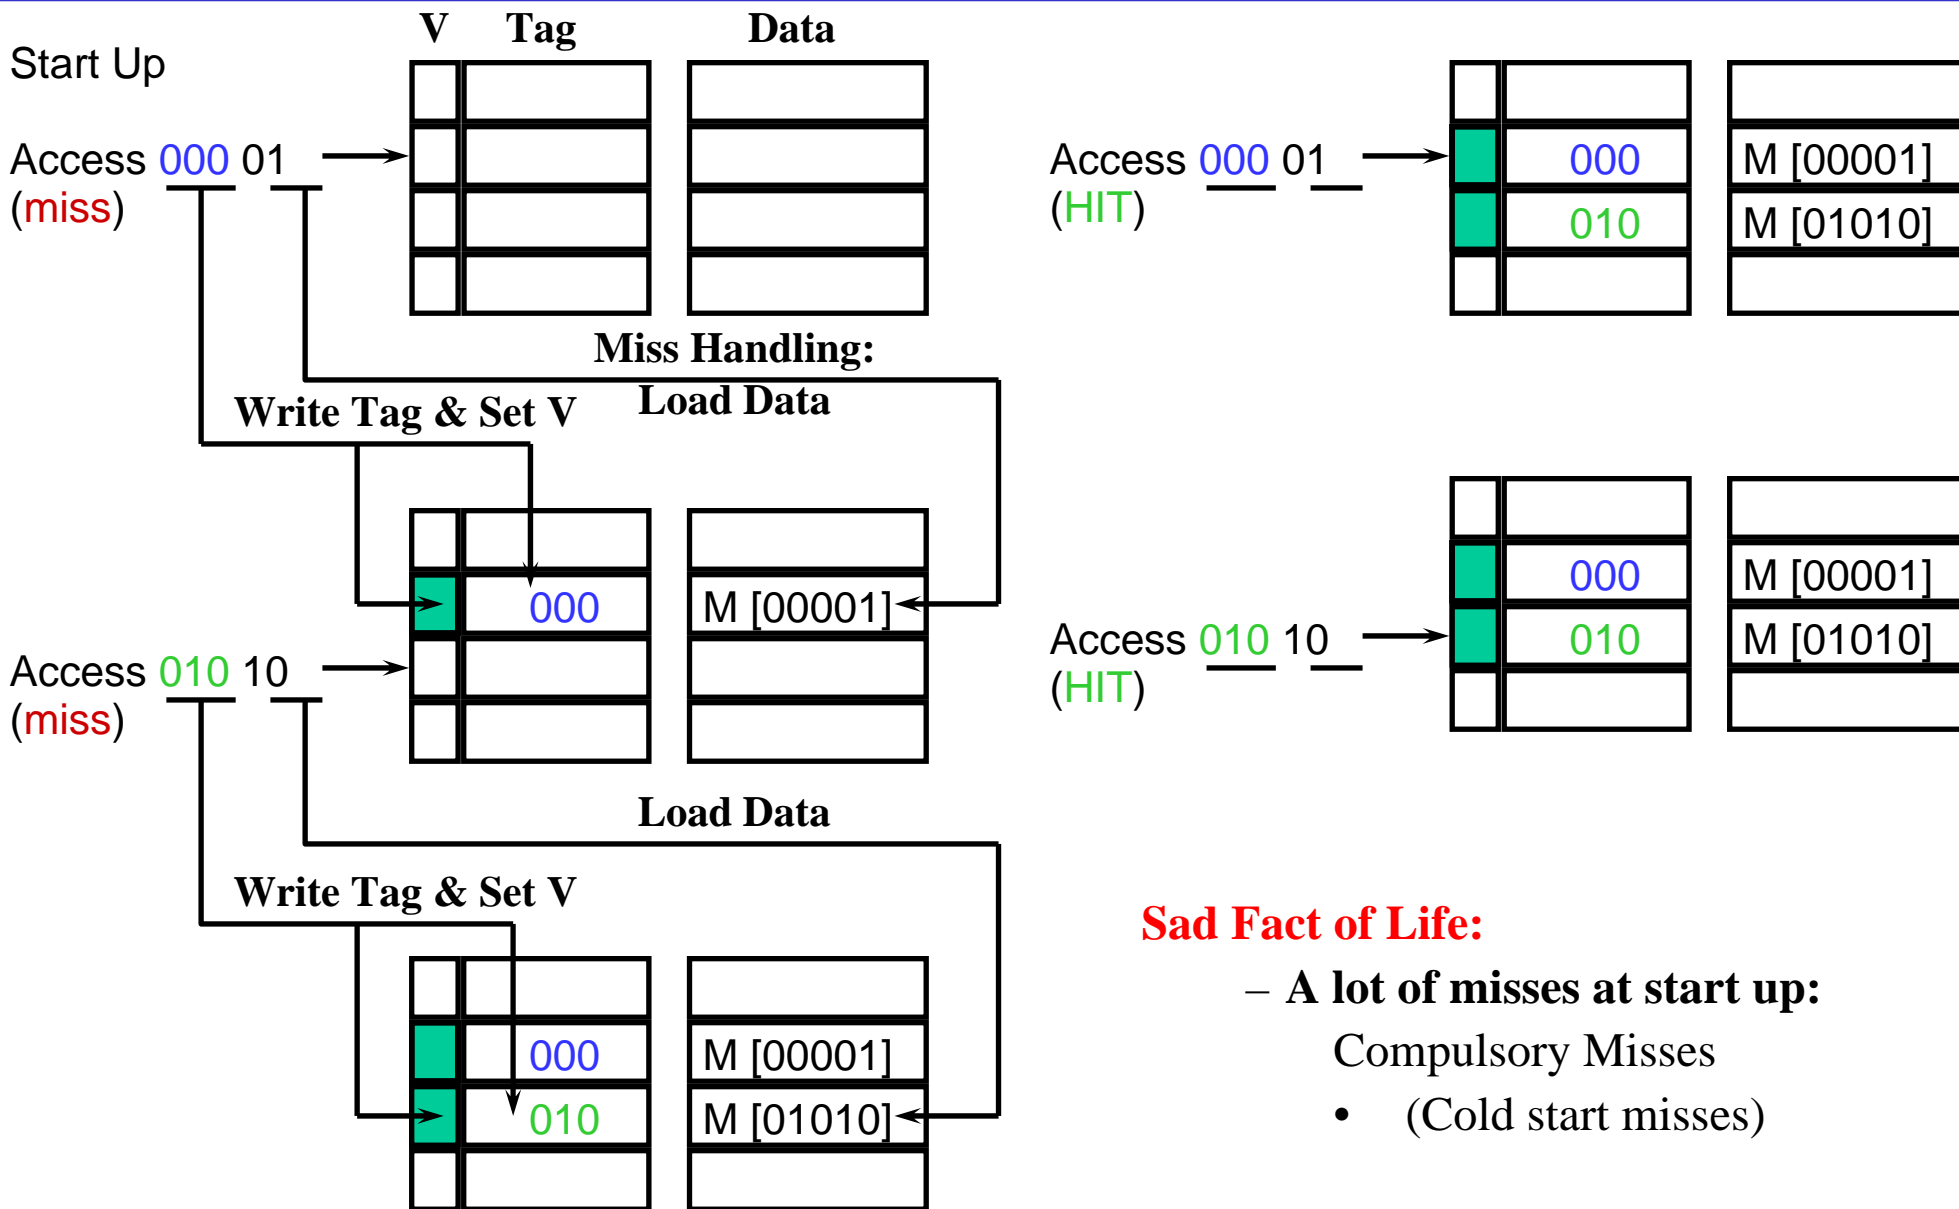 V Tag Data
Start Up
Access 000 01
(miss)
Miss Handling:
Load Data
Write Tag & Set V
000 M [00001]
Access 010 10
(miss)
Load Data
Write Tag & Set V
000 M [00001]
010 M [01010]
Access 000 01
(HIT)
000 M [00001]
010 M [01010]
Access 010 10
(HIT)
000 M [00001]
010 M [01010]
Sad Fact of Life:
– A lot of misses at start up:
Compulsory Misses
• (Cold start misses)